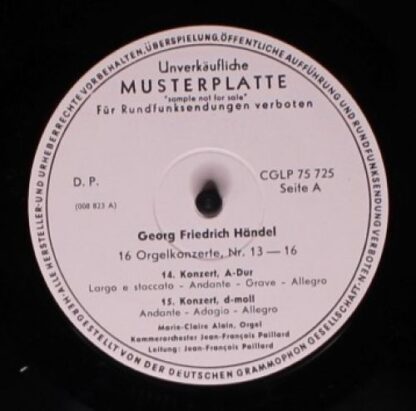 ALLE HERSTELLER- UND URHEBERRECHTE VORBEHALTEN, ÜBERSPIELUNG, ÖFFENTLICHE AUFFÜHRUNG UND RUNDFUNKSENDUNG VERBOTEN.
HERGESTELLT VON DER DEUTSCHEN GRAMMOPHON GESELLSCHAFT
Unverkäufliche
MUSTERPLATTE
"sample not for sale"
Für Rundfunksendungen verboten
D. P.
(008 823 A)
CGLP 75 725
Seite A
Georg Friedrich Händel
16 Orgelkonzerte, Nr. 13 — 16
14. Konzert, A-Dur
Largo e staccato - Andante - Grave - Allegro
15. Konzert, d-moll
Andante - Adagio - Allegro
Marie-Claire Alain, Orgel
Kammerorchester Jean-François Paillard
Leitung: Jean-François Paillard